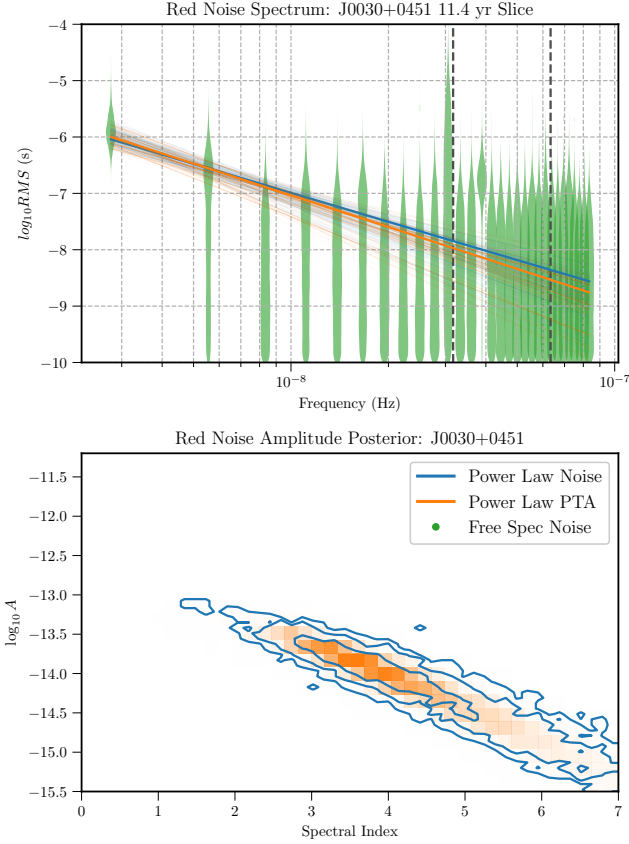 Red Noise Spectrum: J0030+0451 11.4 yr Slice
−4
−5
−6
−7
−8
−9
−10
log₁₀RMS (s)
10⁻⁸
10⁻⁷
Frequency (Hz)
Red Noise Amplitude Posterior: J0030+0451
−11.5
−12.0
−12.5
−13.0
−13.5
−14.0
−14.5
−15.0
−15.5
log₁₀ A
Power Law Noise
Power Law PTA
Free Spec Noise
0 1 2 3 4 5 6 7
Spectral Index